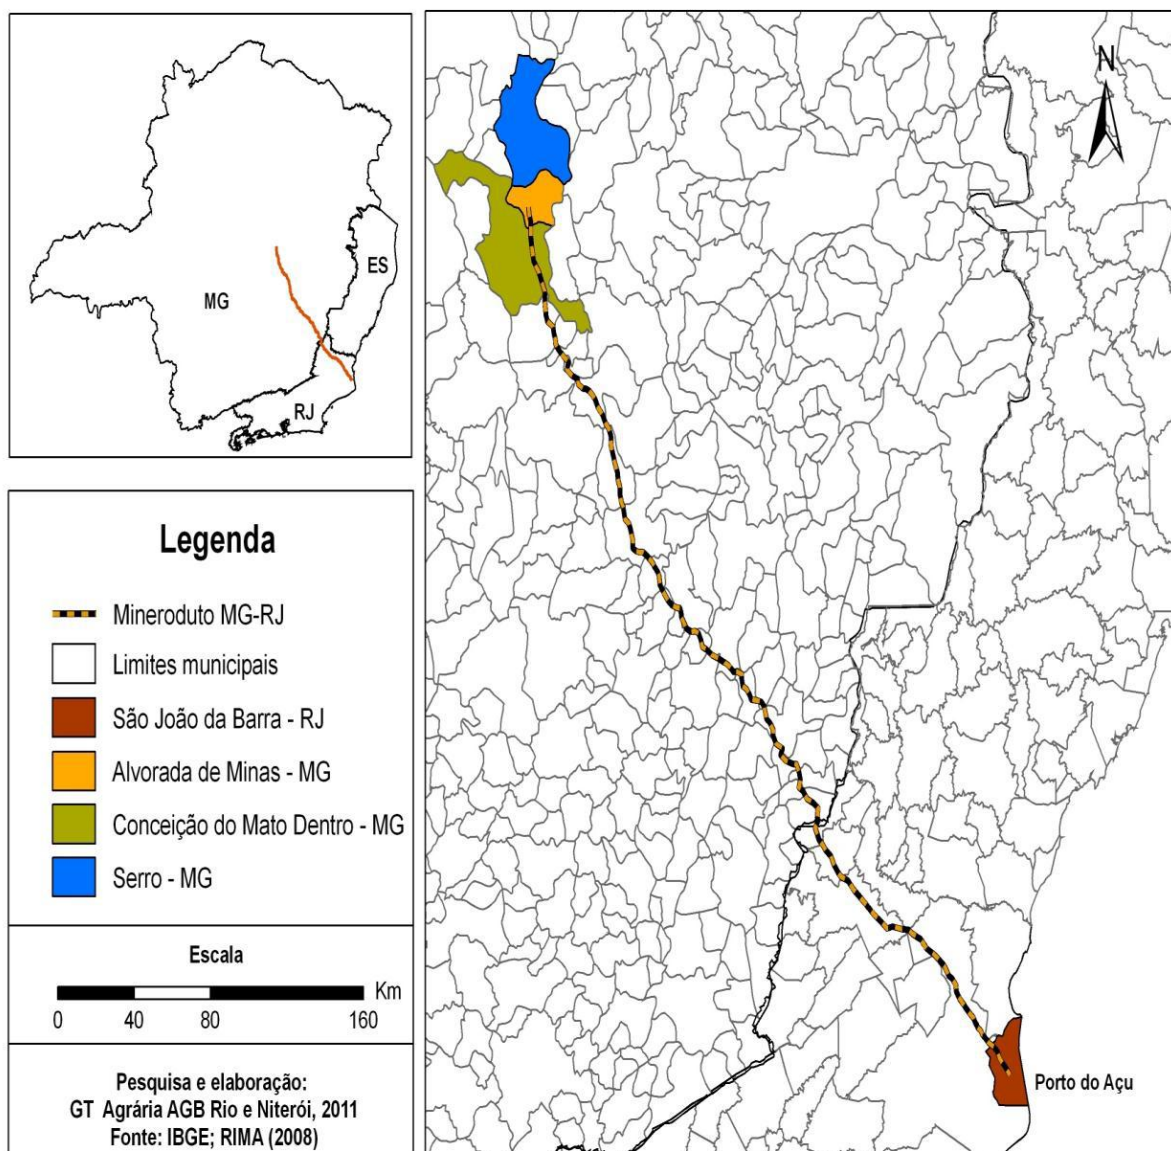 MG
ES
RJ
Legenda
Mineroduto MG-RJ
Limites municipais
São João da Barra - RJ
Alvorada de Minas - MG
Conceição do Mato Dentro - MG
Serro - MG
Escala
Km
0 40 80 160
Pesquisa e elaboração:
GT Agrária AGB Rio e Niterói, 2011
Fonte: IBGE; RIMA (2008)
N
Porto do Açu